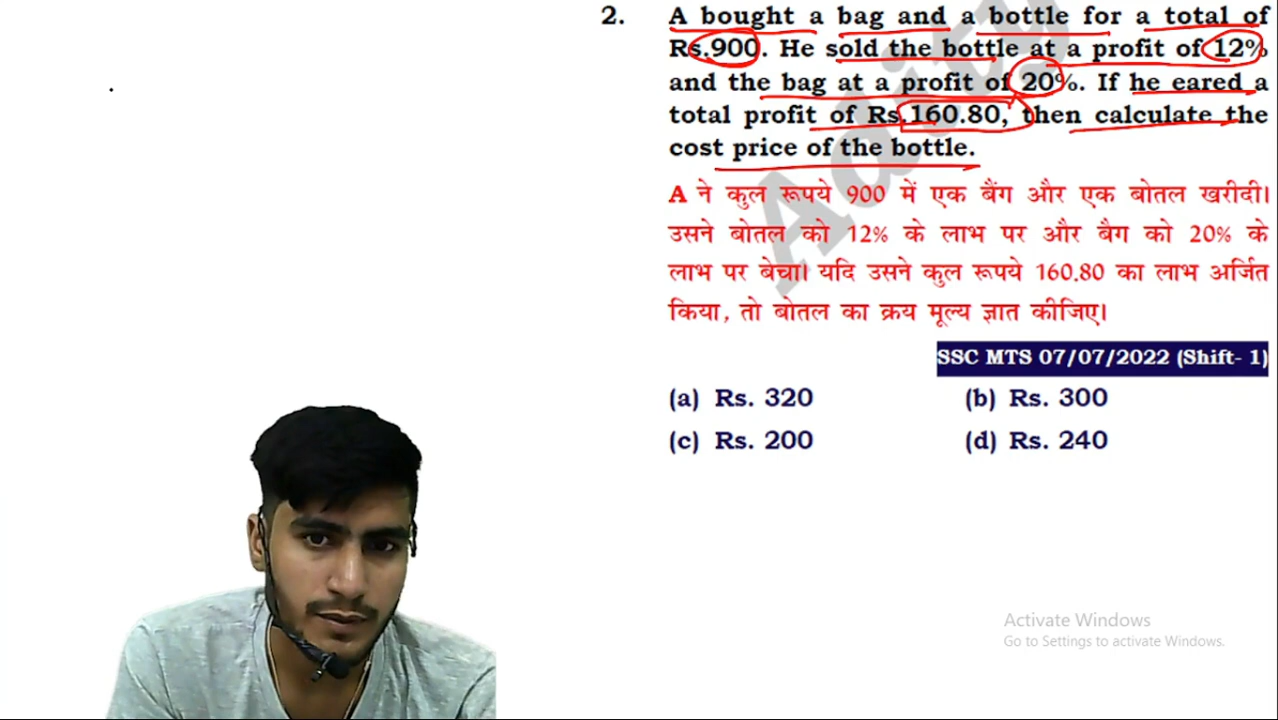 2. A bought a bag and a bottle for a total of
Rs.900. He sold the bottle at a profit of 12%
and the bag at a profit of 20%. If he eared a
total profit of Rs.160.80, then calculate the
cost price of the bottle.
A ने कुल रूपये 900 में एक बैंग और एक बोतल खरीदी।
उसने बोतल को 12% के लाभ पर और बैग को 20% के
लाभ पर बेचा। यदि उसने कुल रूपये 160.80 का लाभ अर्जित
किया, तो बोतल का क्रय मूल्य ज्ञात कीजिए।
SSC MTS 07/07/2022 (Shift- 1)
(a) Rs. 320 (b) Rs. 300
(c) Rs. 200 (d) Rs. 240
Activate Windows
Go to Settings to activate Windows.